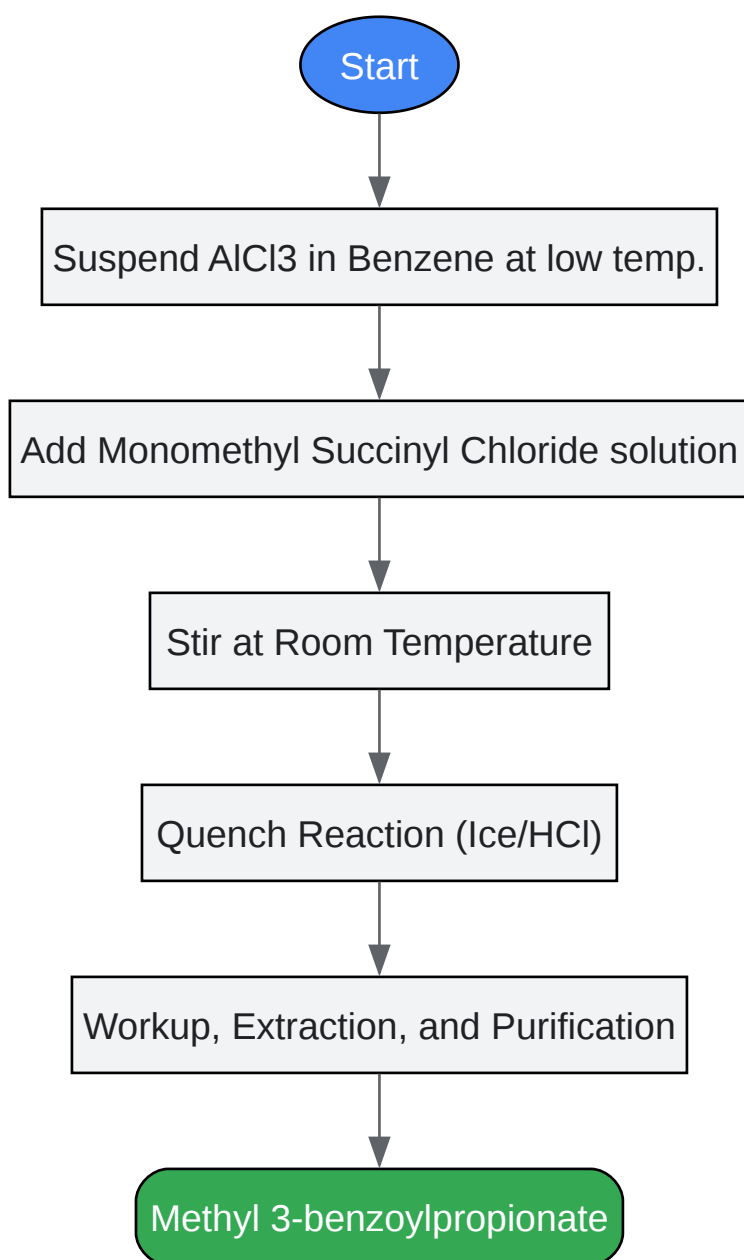 Start
Suspend AlCl3 in Benzene at low temp.
Add Monomethyl Succinyl Chloride solution
Stir at Room Temperature
Quench Reaction (Ice/HCl)
Workup, Extraction, and Purification
Methyl 3-benzoylpropionate